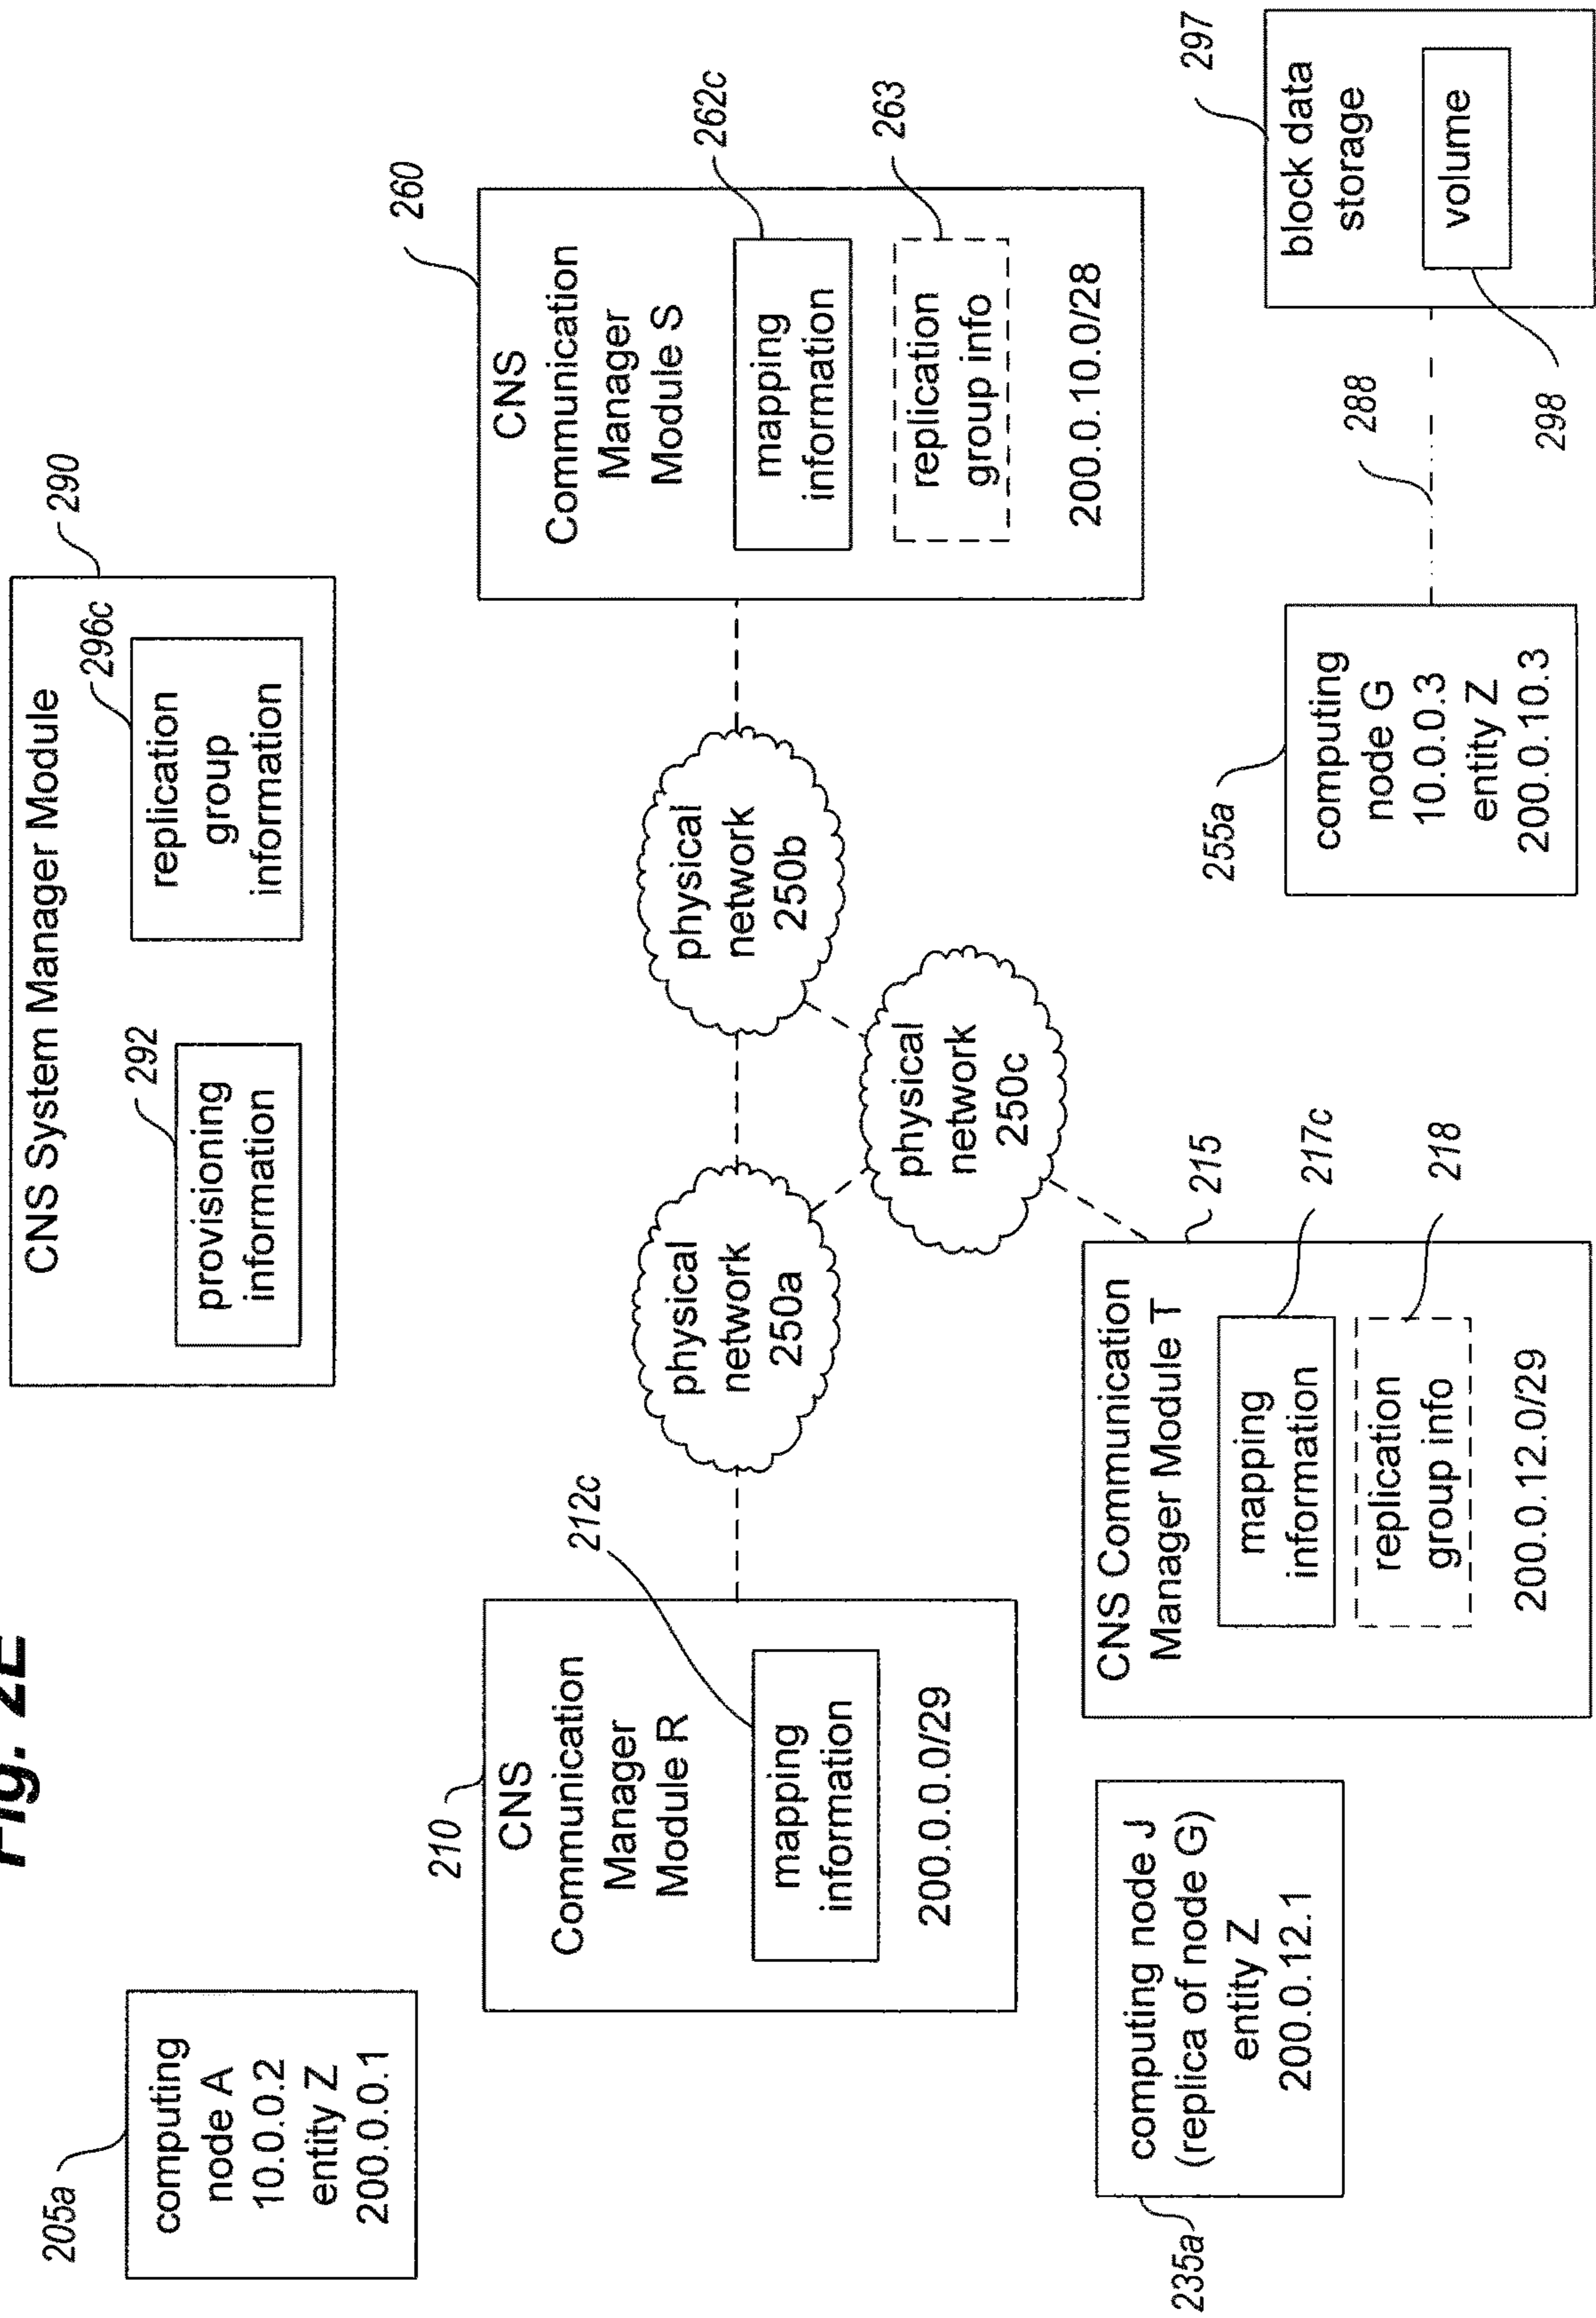 Fig. 2E
205a
computing
node A
10.0.0.2
entity Z
200.0.0.1
CNS System Manager Module
290
292
provisioning
information
296c
replication
group
information
210
CNS
Communication
Manager
Module R
212c
mapping
information
200.0.0.0/29
physical
network
250a
physical
network
250b
physical
network
250c
260
CNS
Communication
Manager
Module S
262c
mapping
information
263
replication
group info
200.0.10.0/28
235a
computing node J
(replica of node G)
entity Z
200.0.12.1
215
CNS Communication
Manager Module T
217c
mapping
information
218
replication
group info
200.0.12.0/29
255a
computing
node G
10.0.0.3
entity Z
200.0.10.3
288
297
block data
storage
volume
298